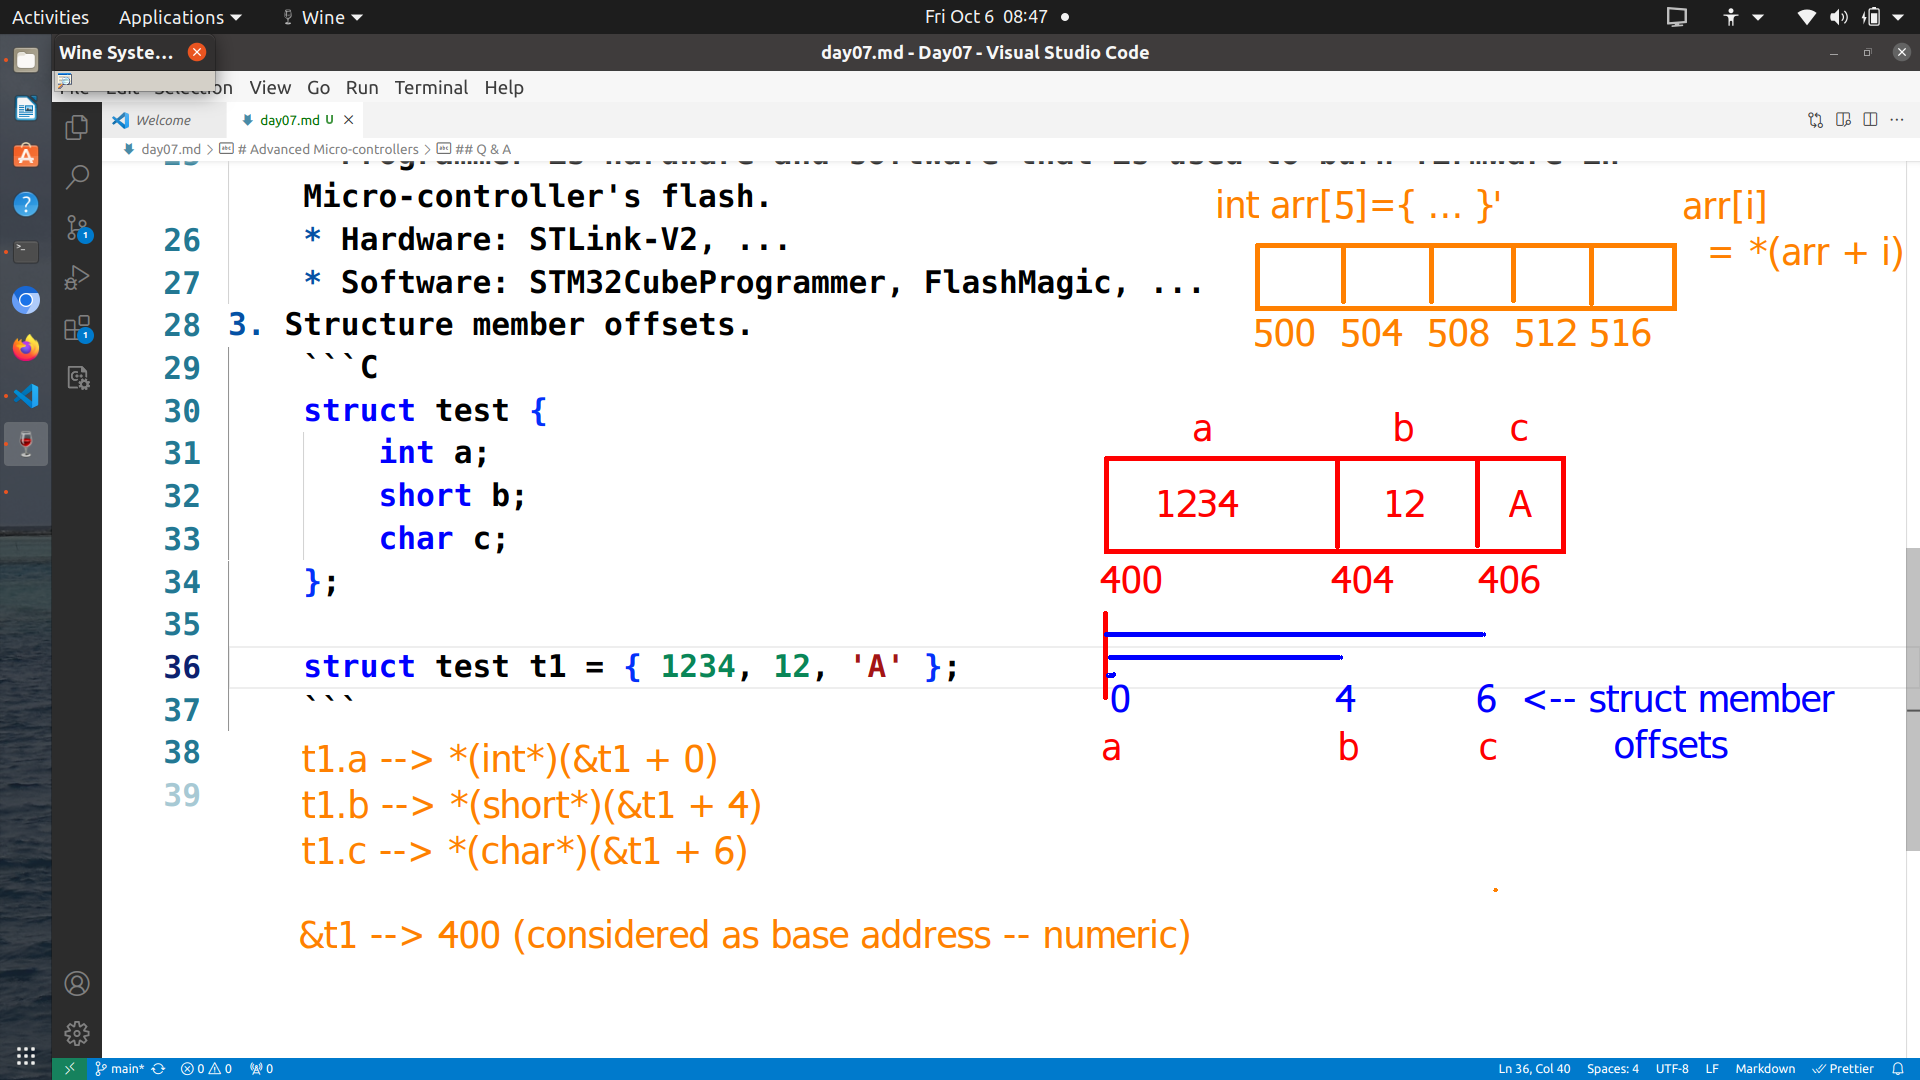 Activities Applications Wine Fri Oct 6 08:47
Wine Syste... day07.md - Day07 - Visual Studio Code
View Go Run Terminal Help
Welcome day07.md U
day07.md > # Advanced Micro-controllers > ## Q & A
Micro-controller's flash.
26 * Hardware: STLink-V2, ...
27 * Software: STM32CubeProgrammer, FlashMagic, ...
28 3. Structure member offsets.
29 ```C
30 struct test {
31 int a;
32 short b;
33 char c;
34 };
35
36 struct test t1 = { 1234, 12, 'A' };
37 ```
38
39
int arr[5]={ ... }'
arr[i]
= *(arr + i)
500 504 508 512 516
a b c
1234 12 A
400 404 406
0 4 6 <-- struct member
offsets
a b c
t1.a --> *(int*)(&t1 + 0)
t1.b --> *(short*)(&t1 + 4)
t1.c --> *(char*)(&t1 + 6)
&t1 --> 400 (considered as base address -- numeric)
main* 0 0 0 Ln 36, Col 40 Spaces: 4 UTF-8 LF Markdown Prettier